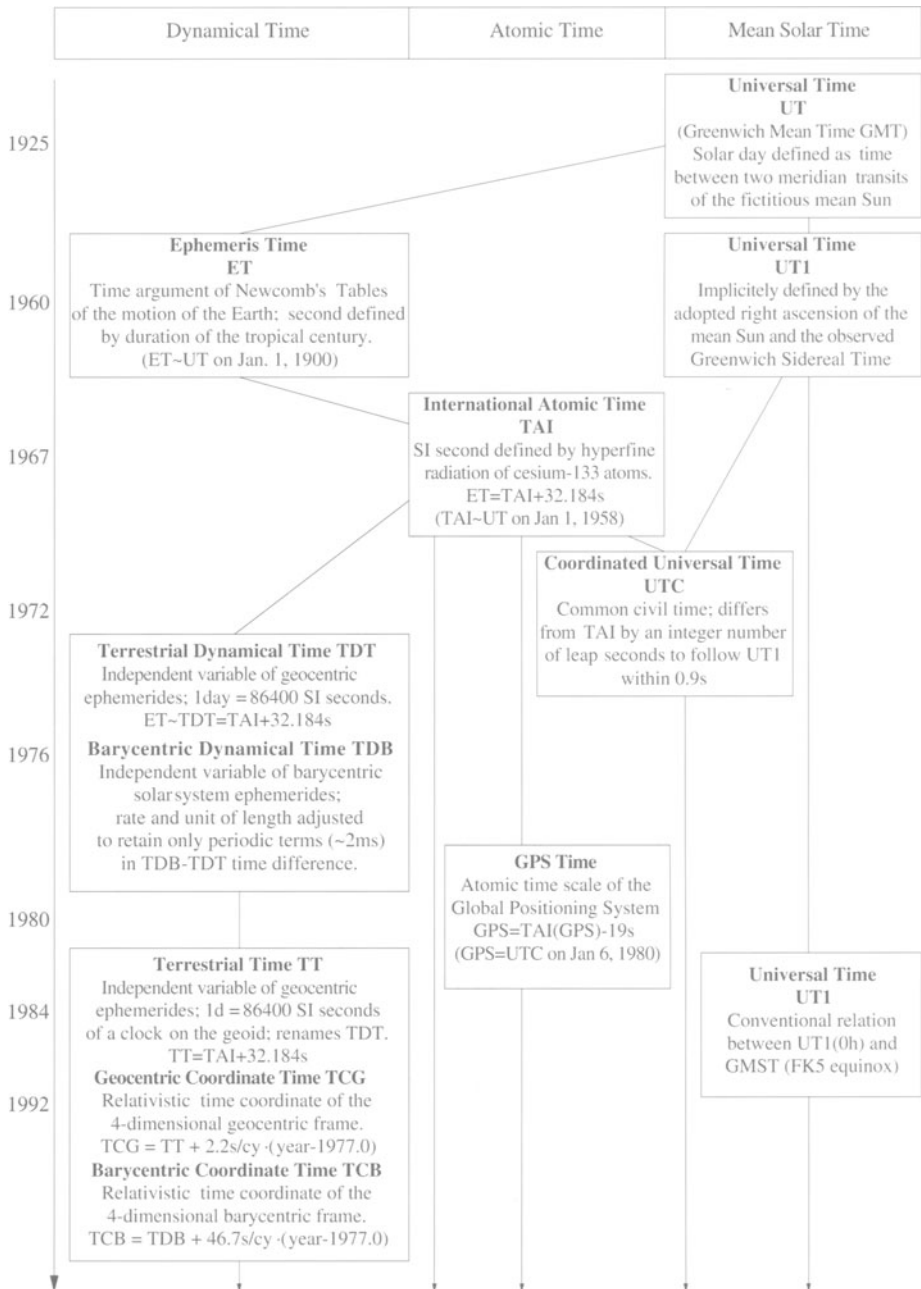 Dynamical Time
Atomic Time
Mean Solar Time
1925
Universal Time
UT
(Greenwich Mean Time GMT)
Solar day defined as time
between two meridian transits
of the fictitious mean Sun
1960
Ephemeris Time
ET
Time argument of Newcomb's Tables
of the motion of the Earth; second defined
by duration of the tropical century.
(ET~UT on Jan. 1, 1900)
Universal Time
UT1
Implicitely defined by the
adopted right ascension of the
mean Sun and the observed
Greenwich Sidereal Time
1967
International Atomic Time
TAI
SI second defined by hyperfine
radiation of cesium-133 atoms.
ET=TAI+32.184s
(TAI~UT on Jan 1, 1958)
1972
Coordinated Universal Time
UTC
Common civil time; differs
from TAI by an integer number
of leap seconds to follow UT1
within 0.9s
Terrestrial Dynamical Time TDT
Independent variable of geocentric
ephemerides; 1day = 86400 SI seconds.
ET~TDT=TAI+32.184s
1976
Barycentric Dynamical Time TDB
Independent variable of barycentric
solar system ephemerides;
rate and unit of length adjusted
to retain only periodic terms (~2ms)
in TDB-TDT time difference.
1980
GPS Time
Atomic time scale of the
Global Positioning System
GPS=TAI(GPS)-19s
(GPS=UTC on Jan 6, 1980)
1984
Terrestrial Time TT
Independent variable of geocentric
ephemerides; 1d = 86400 SI seconds
of a clock on the geoid; renames TDT.
TT=TAI+32.184s
Universal Time
UT1
Conventional relation
between UT1(0h) and
GMST (FK5 equinox)
1992
Geocentric Coordinate Time TCG
Relativistic time coordinate of the
4-dimensional geocentric frame.
TCG = TT + 2.2s/cy ·(year-1977.0)
Barycentric Coordinate Time TCB
Relativistic time coordinate of the
4-dimensional barycentric frame.
TCB = TDB + 46.7s/cy ·(year-1977.0)